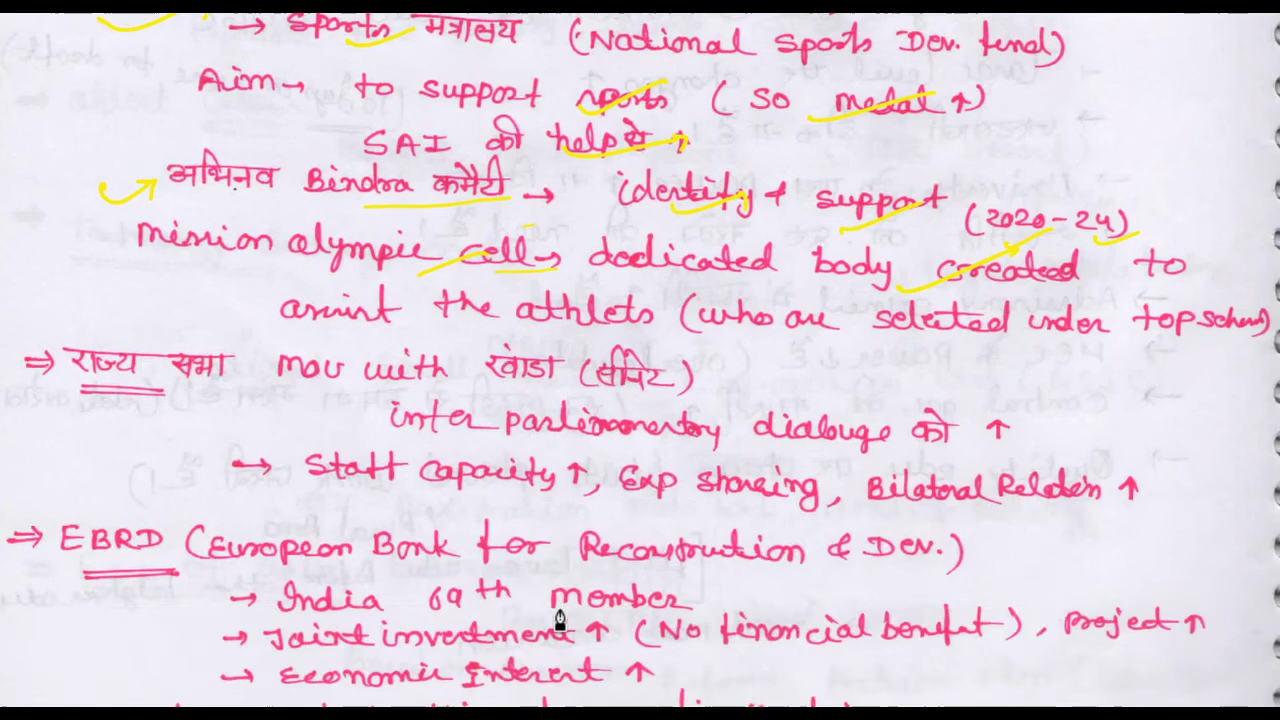 → Sports मंत्रालय (National Sports Dev. fund)
Aim → to support sports (so medal ↑)
SAI की help से ↑
अभिनव Bindra कमैटी → identify + support (2020-24)
Mission olympic cell → dedicated body created to
assist the athlets (who are selected under top schem)
⇒ राज्य सभा MoU with रवांडा (सीनेट)
inter parlimonentory dialouge को ↑
→ Staff capacity ↑, Exp sharing, Bilateral Relation ↑
⇒ EBRD (European Bank for Reconstruction & Dev.)
→ India 69th member
→ Joint investment ↑ (No financial benefit), project ↑
→ Economic Interest ↑